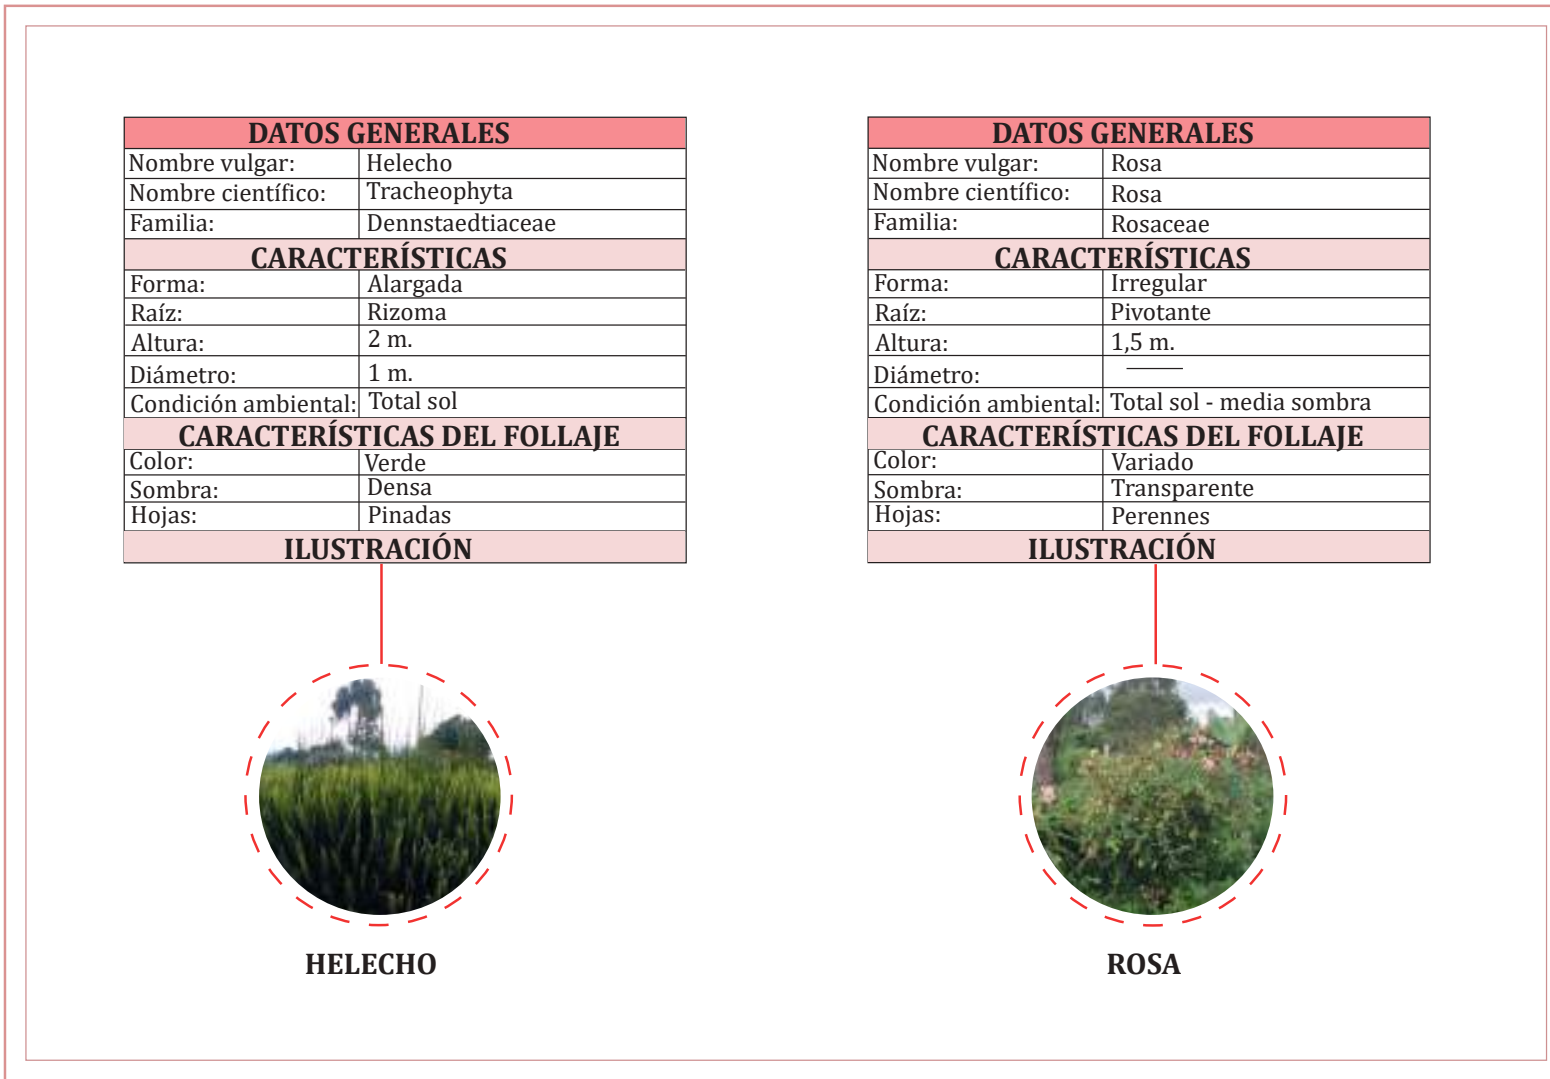 DATOS GENERALES
Nombre vulgar: Helecho
Nombre científico: Tracheophyta
Familia: Dennstaedtiaceae
CARACTERÍSTICAS
Forma: Alargada
Raíz: Rizoma
Altura: 2 m.
Diámetro: 1 m.
Condición ambiental: Total sol
CARACTERÍSTICAS DEL FOLLAJE
Color: Verde
Sombra: Densa
Hojas: Pinadas
ILUSTRACIÓN
HELECHO
DATOS GENERALES
Nombre vulgar: Rosa
Nombre científico: Rosa
Familia: Rosaceae
CARACTERÍSTICAS
Forma: Irregular
Raíz: Pivotante
Altura: 1,5 m.
Diámetro:
Condición ambiental: Total sol - media sombra
CARACTERÍSTICAS DEL FOLLAJE
Color: Variado
Sombra: Transparente
Hojas: Perennes
ILUSTRACIÓN
ROSA